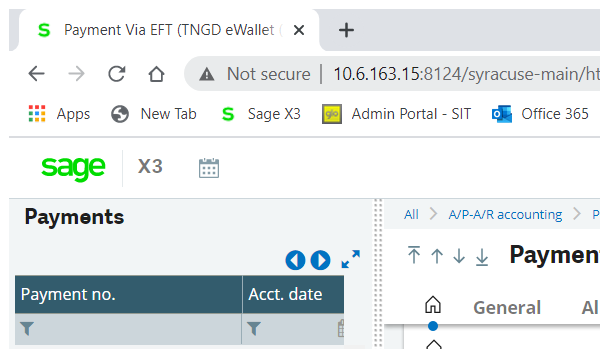 S Payment Via EFT (TNGD eWallet (
Not secure | 10.6.163.15:8124/syracuse-main/ht
Apps New Tab S Sage X3 glo Admin Portal - SIT Office 365
sage X3
Payments
All A/P-A/R accounting P
Paymen
Payment no. Acct. date
General Al